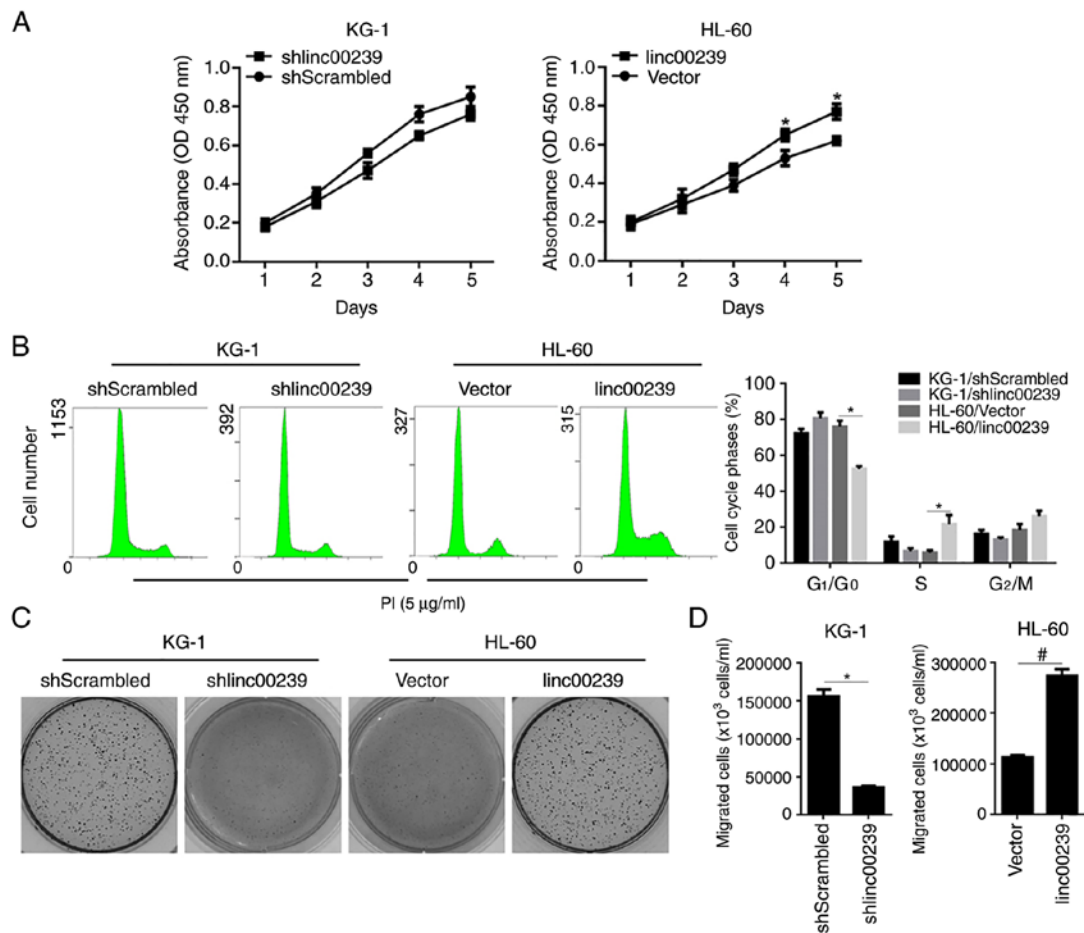 A
KG-1
shlinc00239
shScrambled
Absorbance (OD 450 nm)
1.0
0.8
0.6
0.4
0.2
0.0
1 2 3 4 5
Days
HL-60
linc00239
Vector
Absorbance (OD 450 nm)
1.0
0.8
0.6
0.4
0.2
0.0
* *
1 2 3 4 5
Days
B
KG-1
HL-60
shScrambled shlinc00239 Vector linc00239
Cell number
1153
0
392
0
327
0
315
0
PI (5 µg/ml)
Cell cycle phases (%)
100
80
60
40
20
0
KG-1/shScrambled
KG-1/shlinc00239
HL-60/Vector
HL-60/linc00239
*
*
G1/G0 S G2/M
C
KG-1 HL-60
shScrambled shlinc00239 Vector linc00239
D
KG-1
Migrated cells (x10³ cells/ml)
200000
150000
100000
50000
0
*
shScrambled
shlinc00239
HL-60
Migrated cells (x10³ cells/ml)
300000
200000
100000
0
#
Vector
linc00239